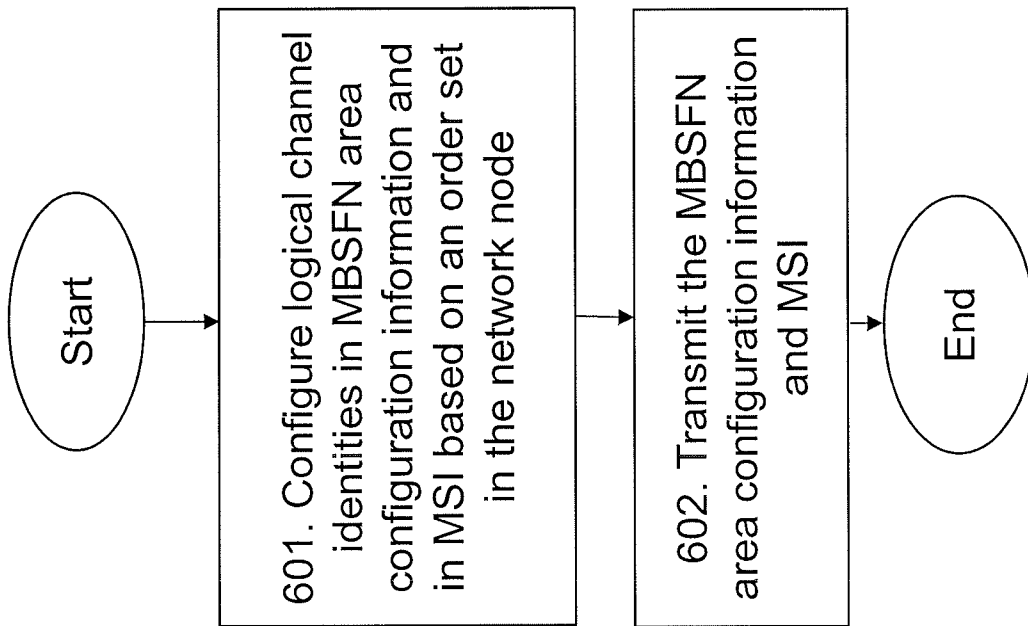 Start
601. Configure logical channel
identities in MBSFN area
configuration information and
in MSI based on an order set
in the network node
602. Transmit the MBSFN
area configuration information
and MSI
End